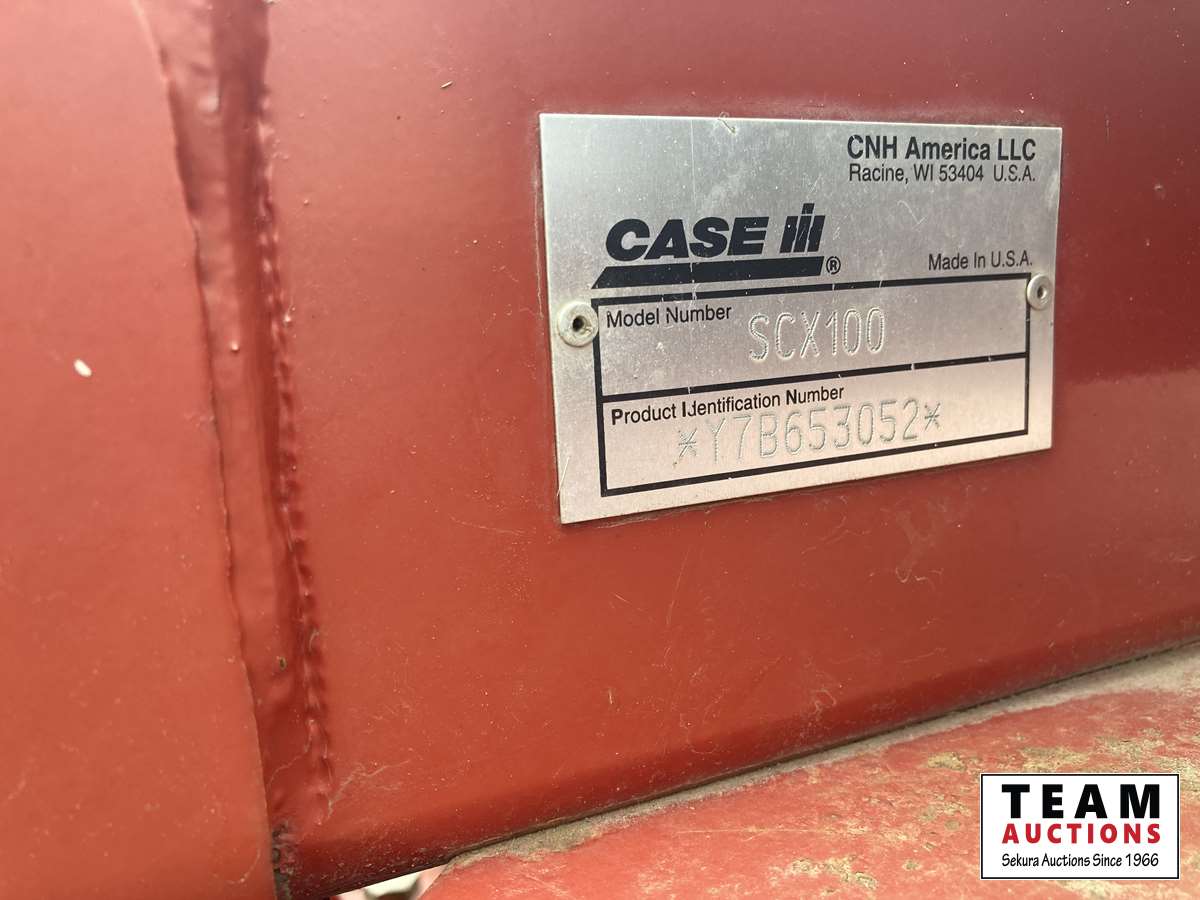 CNH America LLC
Racine, WI 53404 U.S.A.
CASE IH ®
Made In U.S.A.
Model Number
SCX100
Product Identification Number
*Y7B653052*
TEAM
AUCTIONS
Sekura Auctions Since 1966